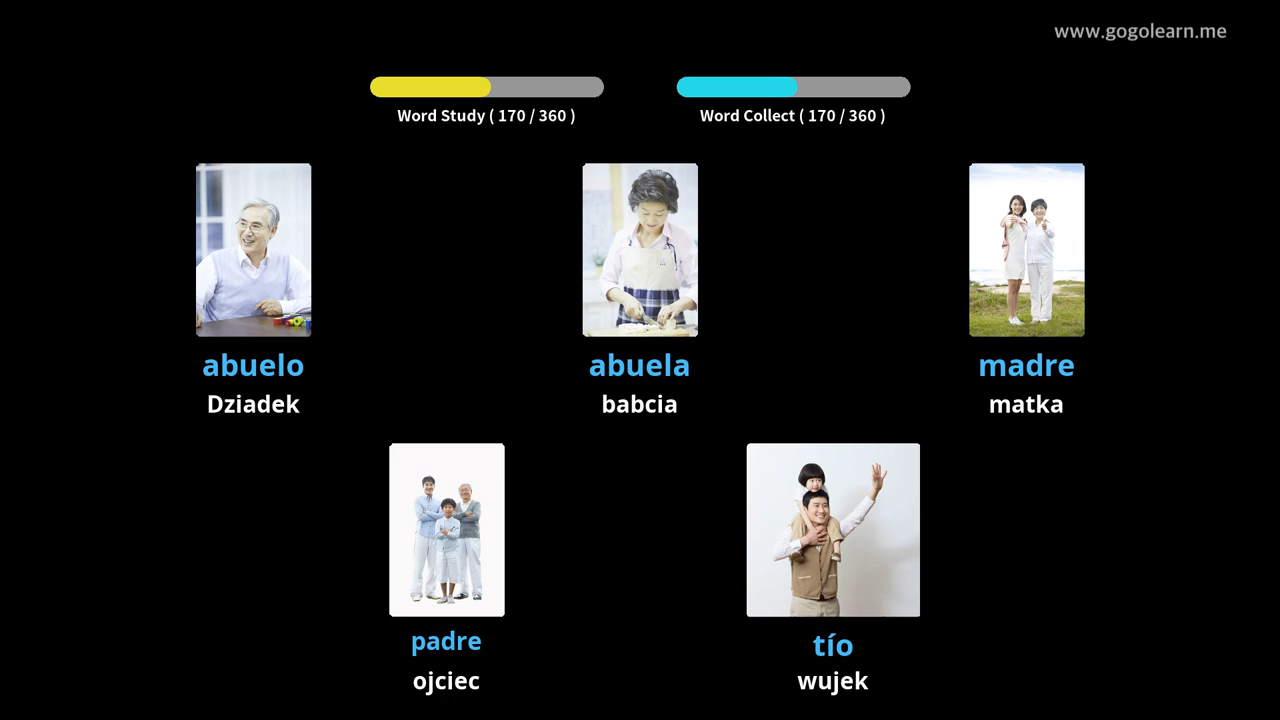 www.gogolearn.me
Word Study ( 170 / 360 )
Word Collect ( 170 / 360 )
abuelo
Dziadek
abuela
babcia
madre
matka
padre
ojciec
tío
wujek